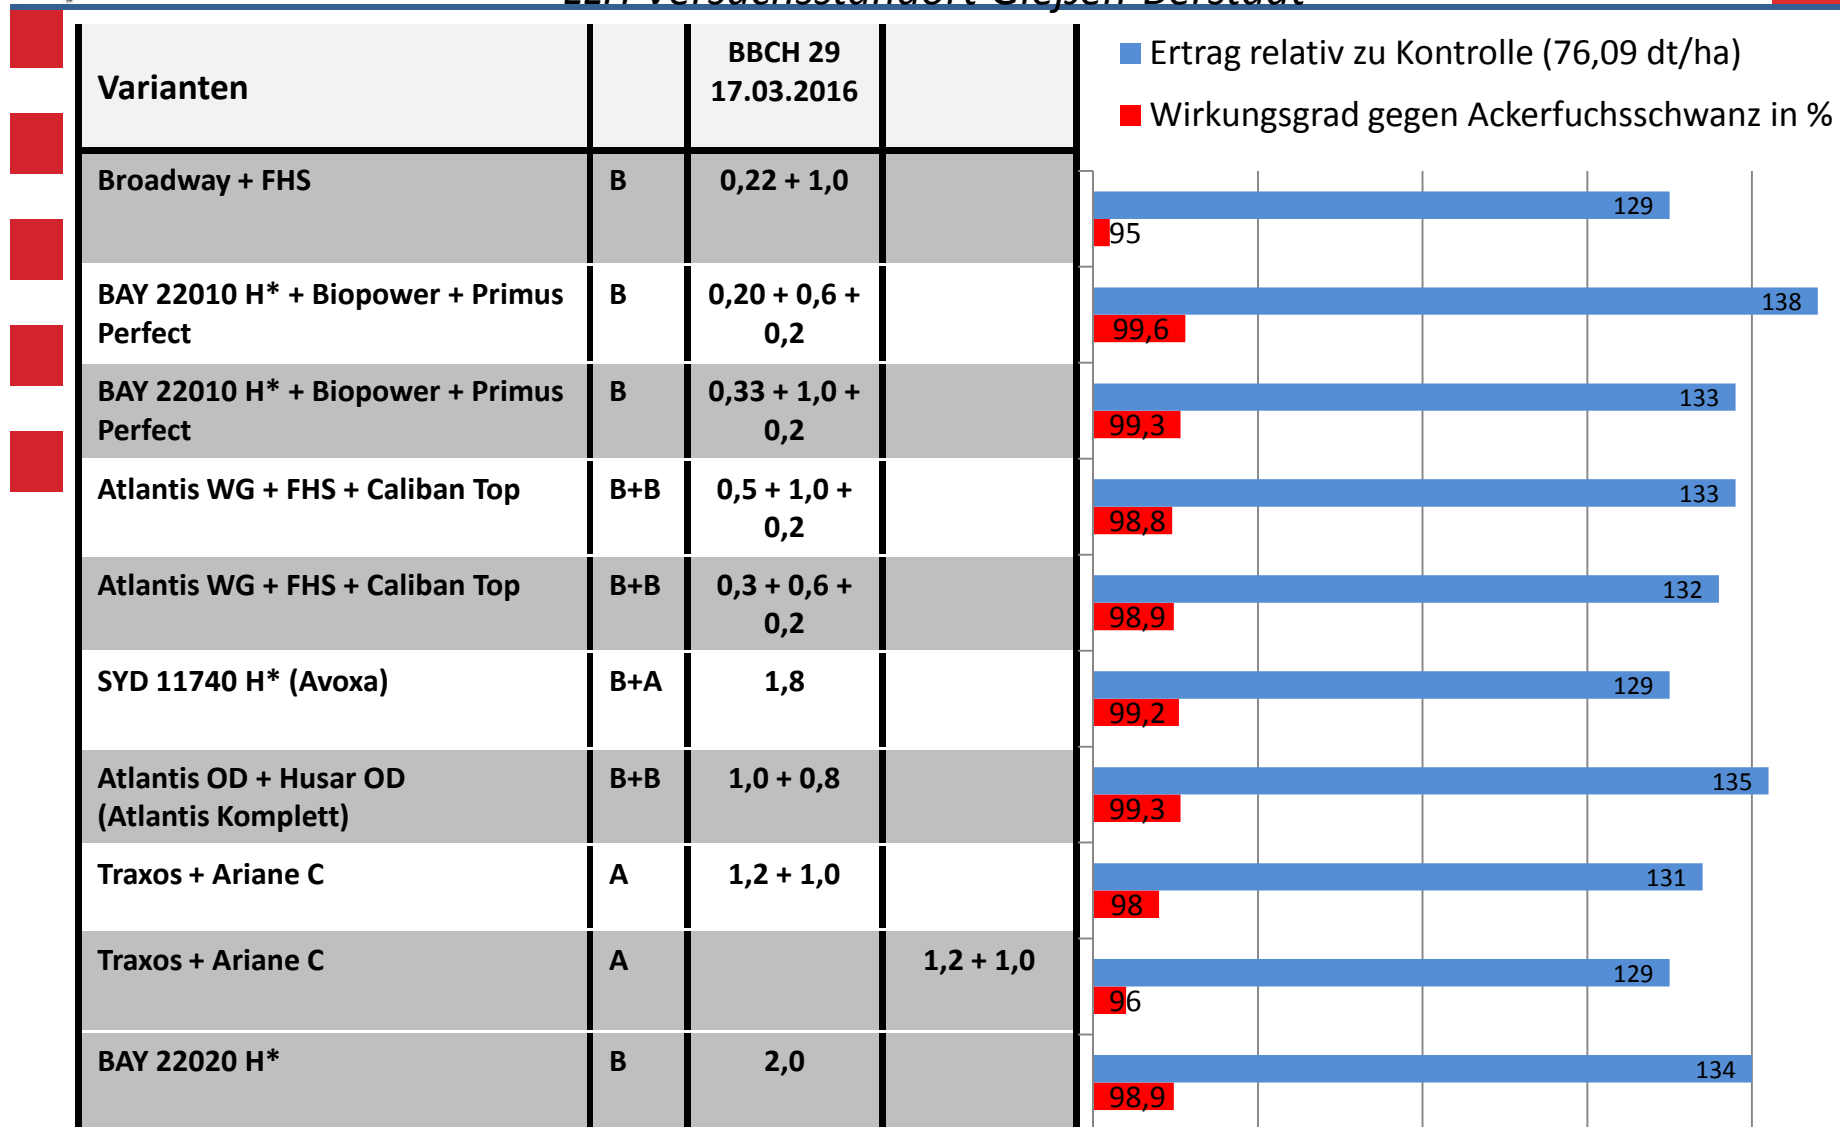 LLH Versuchsstandort Gießen-Berstadt
Varianten
BBCH 29
17.03.2016
Ertrag relativ zu Kontrolle (76,09 dt/ha)
Wirkungsgrad gegen Ackerfuchsschwanz in %
Broadway + FHS B 0,22 + 1,0 129
95
BAY 22010 H* + Biopower + Primus B 0,20 + 0,6 + 138
Perfect 0,2 99,6
BAY 22010 H* + Biopower + Primus B 0,33 + 1,0 + 133
Perfect 0,2 99,3
Atlantis WG + FHS + Caliban Top B+B 0,5 + 1,0 + 133
0,2 98,8
Atlantis WG + FHS + Caliban Top B+B 0,3 + 0,6 + 132
0,2 98,9
SYD 11740 H* (Avoxa) B+A 1,8 129
99,2
Atlantis OD + Husar OD B+B 1,0 + 0,8 135
(Atlantis Komplett) 99,3
Traxos + Ariane C A 1,2 + 1,0 131
98
Traxos + Ariane C A 1,2 + 1,0 129
96
BAY 22020 H* B 2,0 134
98,9